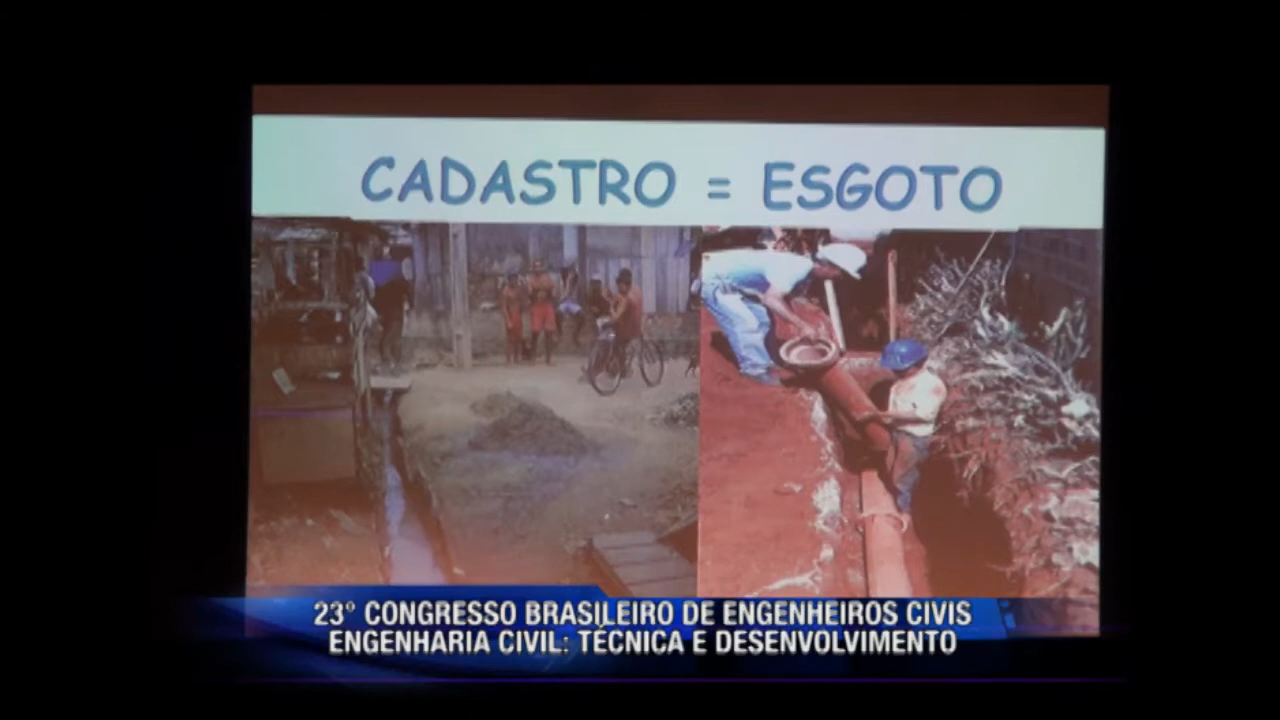 CADASTRO = ESGOTO
23º CONGRESSO BRASILEIRO DE ENGENHEIROS CIVIS
ENGENHARIA CIVIL: TÉCNICA E DESENVOLVIMENTO